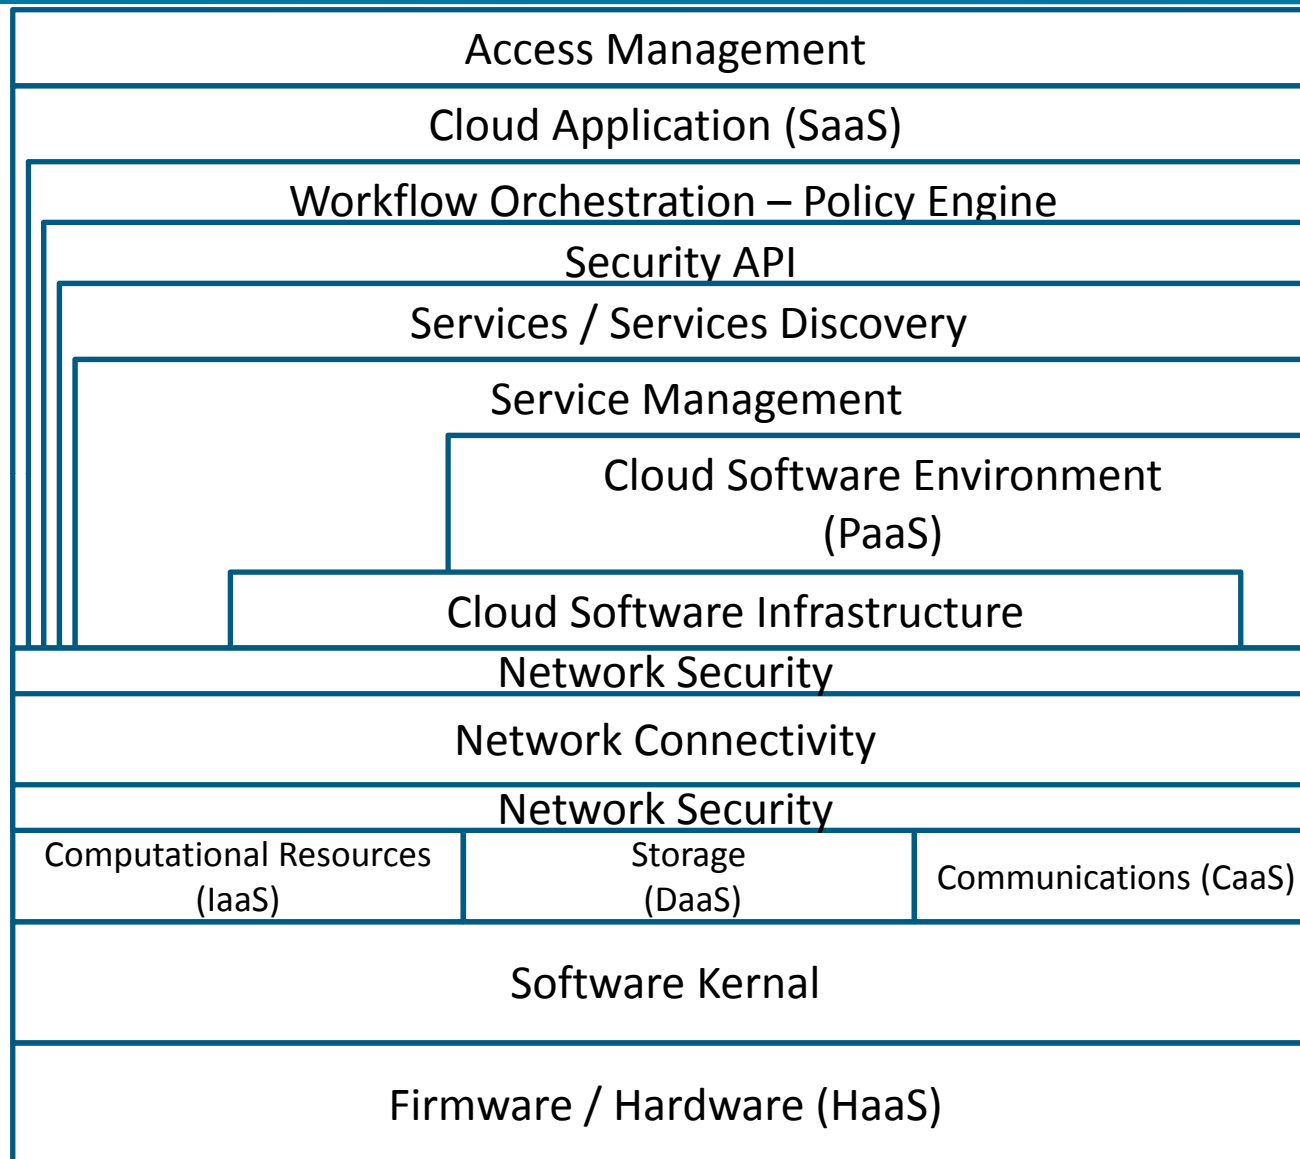 Access Management
Cloud Application (SaaS)
Workflow Orchestration – Policy Engine
Security API
Services / Services Discovery
Service Management
Cloud Software Environment
(PaaS)
Cloud Software Infrastructure
Network Security
Network Connectivity
Network Security
Computational Resources
(IaaS)
Storage
(DaaS)
Communications (CaaS)
Software Kernal
Firmware / Hardware (HaaS)